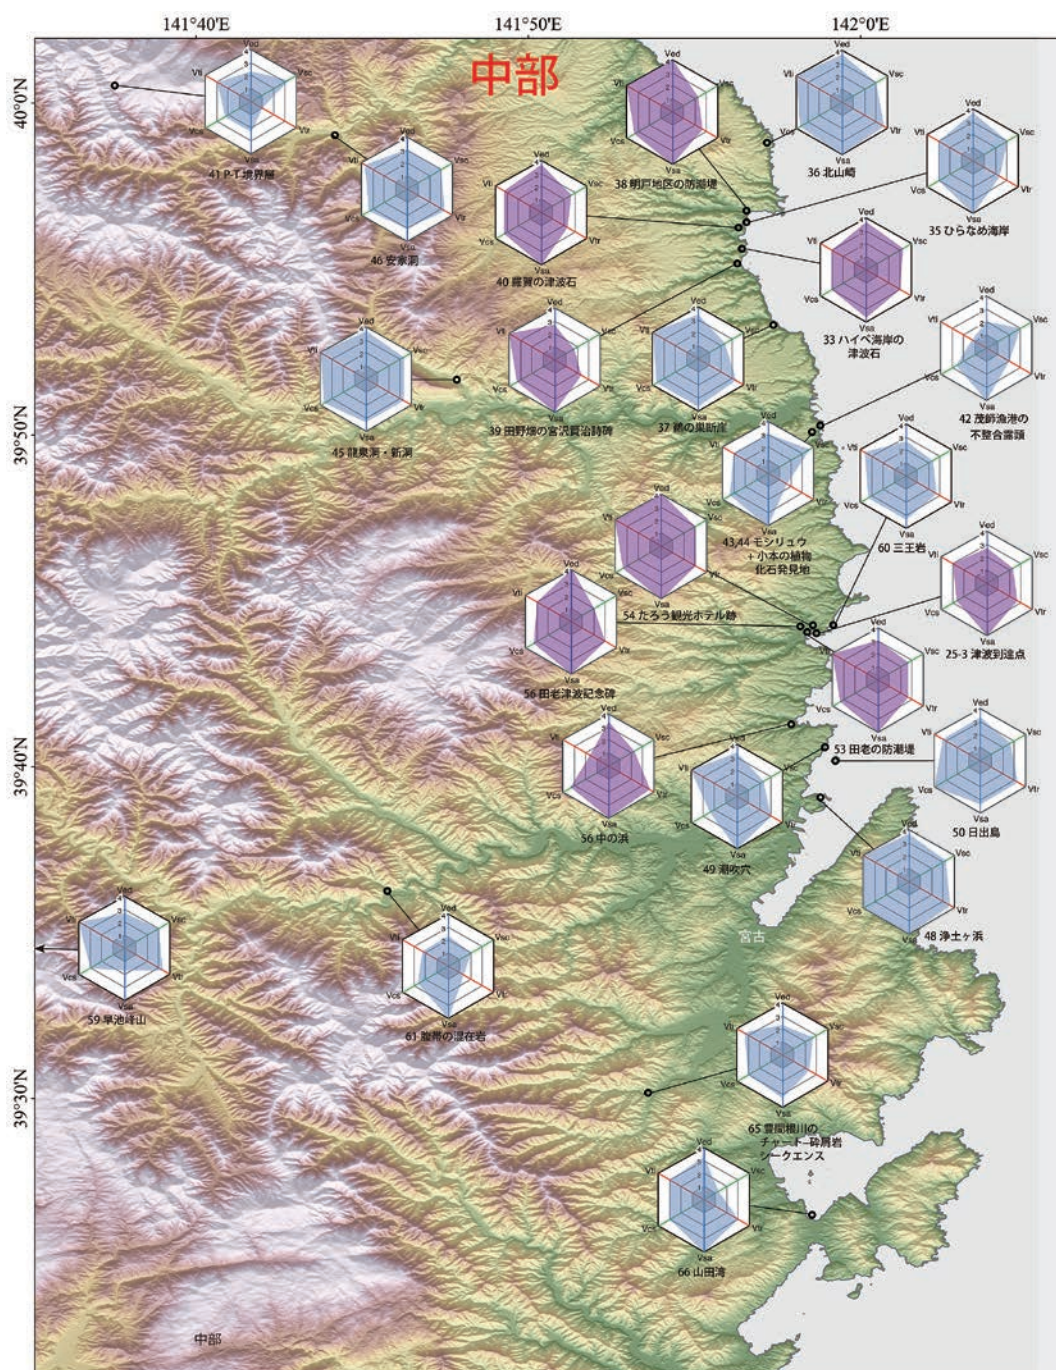 141°40'E
141°50'E
142°0'E
中部
40°0'N
39°50'N
39°40'N
39°30'N
Ved
Vsc
Vtr
Vsa
Vcs
Vti
4
3
2
1
41 P-T 境界層
46 安家洞
40 羅賀の津波石
38 明戸地区の防潮堤
36 北山崎
35 ひらなめ海岸
33 ハイペ海岸の
津波石
45 龍泉洞・新洞
39 田野畑の宮沢賢治詩碑
37 鵜の巣断崖
42 茂師漁港の
不整合露頭
43,44 モシリュウ
+ 小本の植物
化石発見地
60 三王岩
54 たろう観光ホテル跡
25-3 津波到達点
56 田老津波記念碑
53 田老の防潮堤
56 中の浜
49 潮吹穴
50 日出島
48 浄土ヶ浜
宮古
59 早池峰山
61 腹帯の混在岩
65 豊間根川の
チャート–砕屑岩
シークエンス
66 山田湾
中部